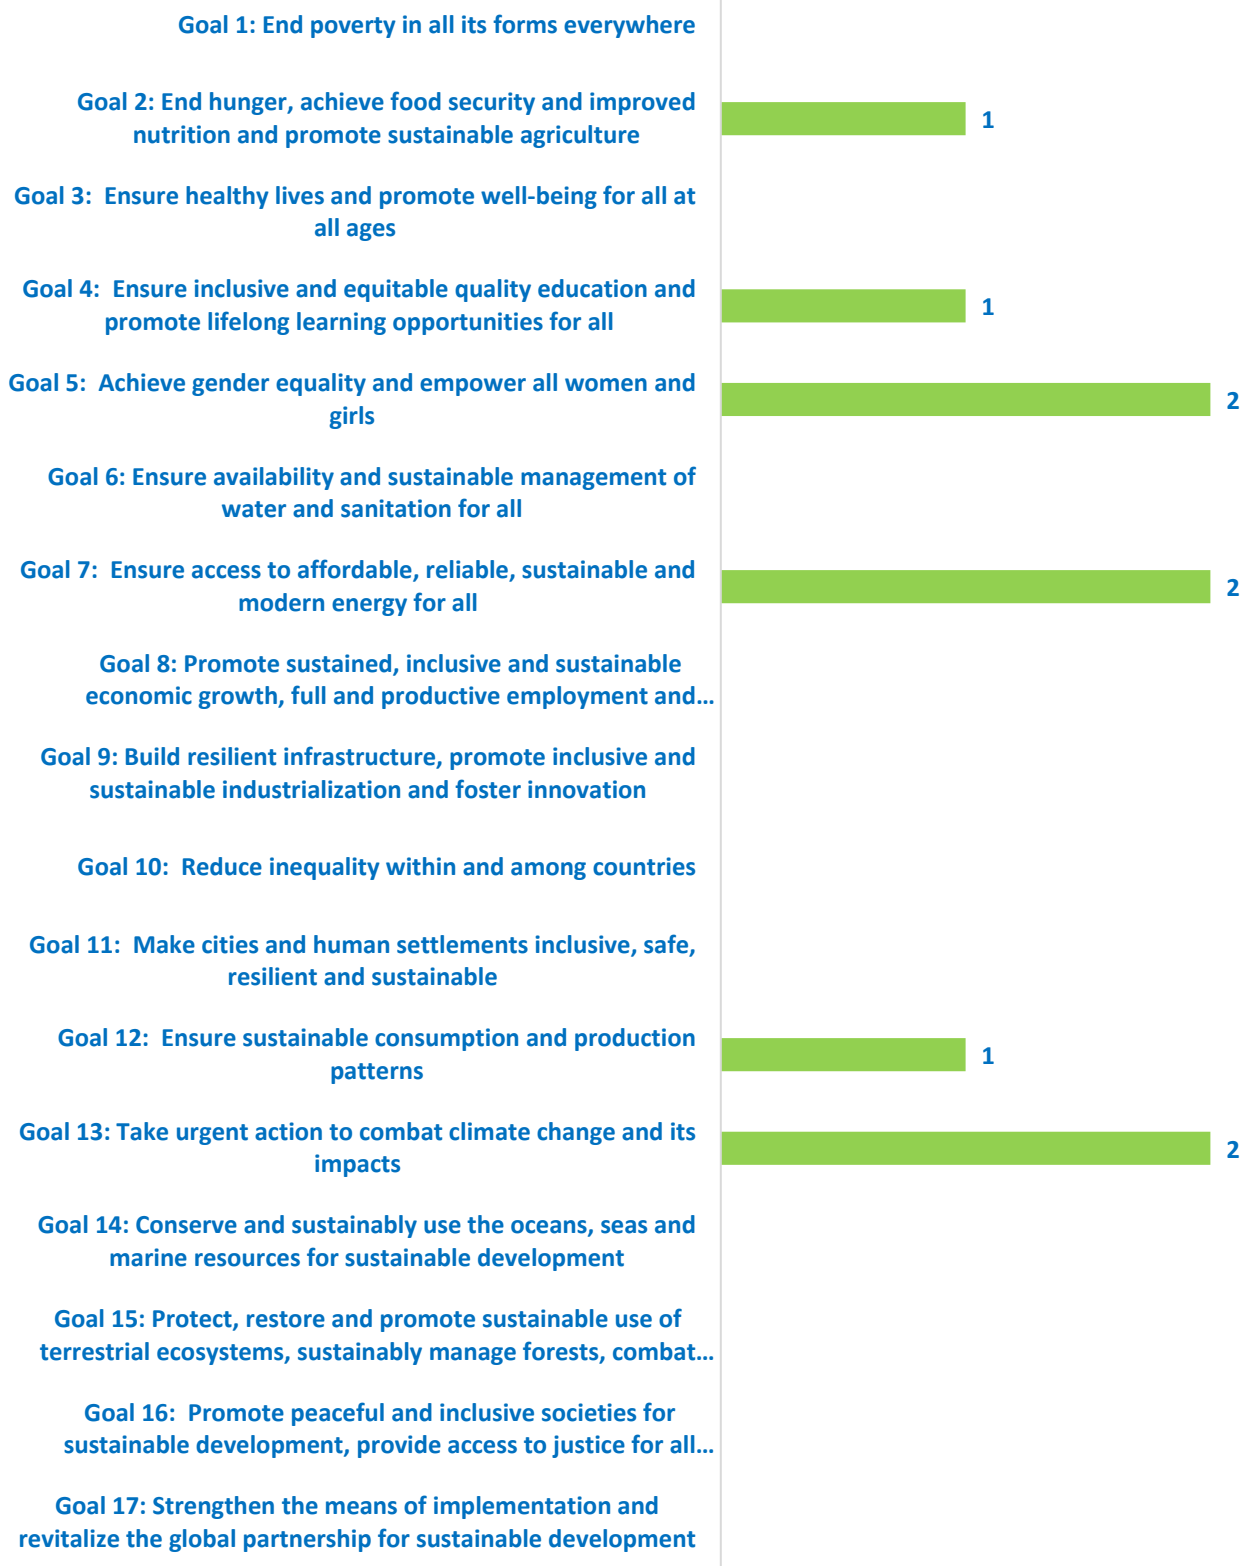 Goal 1: End poverty in all its forms everywhere
Goal 2: End hunger, achieve food security and improved
nutrition and promote sustainable agriculture
1
Goal 3:  Ensure healthy lives and promote well-being for all at
all ages
Goal 4:  Ensure inclusive and equitable quality education and
promote lifelong learning opportunities for all
1
Goal 5:  Achieve gender equality and empower all women and
girls
2
Goal 6: Ensure availability and sustainable management of
water and sanitation for all
Goal 7:  Ensure access to affordable, reliable, sustainable and
modern energy for all
2
Goal 8: Promote sustained, inclusive and sustainable
economic growth, full and productive employment and…
Goal 9: Build resilient infrastructure, promote inclusive and
sustainable industrialization and foster innovation
Goal 10:  Reduce inequality within and among countries
Goal 11:  Make cities and human settlements inclusive, safe,
resilient and sustainable
Goal 12:  Ensure sustainable consumption and production
patterns
1
Goal 13: Take urgent action to combat climate change and its
impacts
2
Goal 14: Conserve and sustainably use the oceans, seas and
marine resources for sustainable development
Goal 15: Protect, restore and promote sustainable use of
terrestrial ecosystems, sustainably manage forests, combat…
Goal 16:  Promote peaceful and inclusive societies for
sustainable development, provide access to justice for all…
Goal 17: Strengthen the means of implementation and
revitalize the global partnership for sustainable development